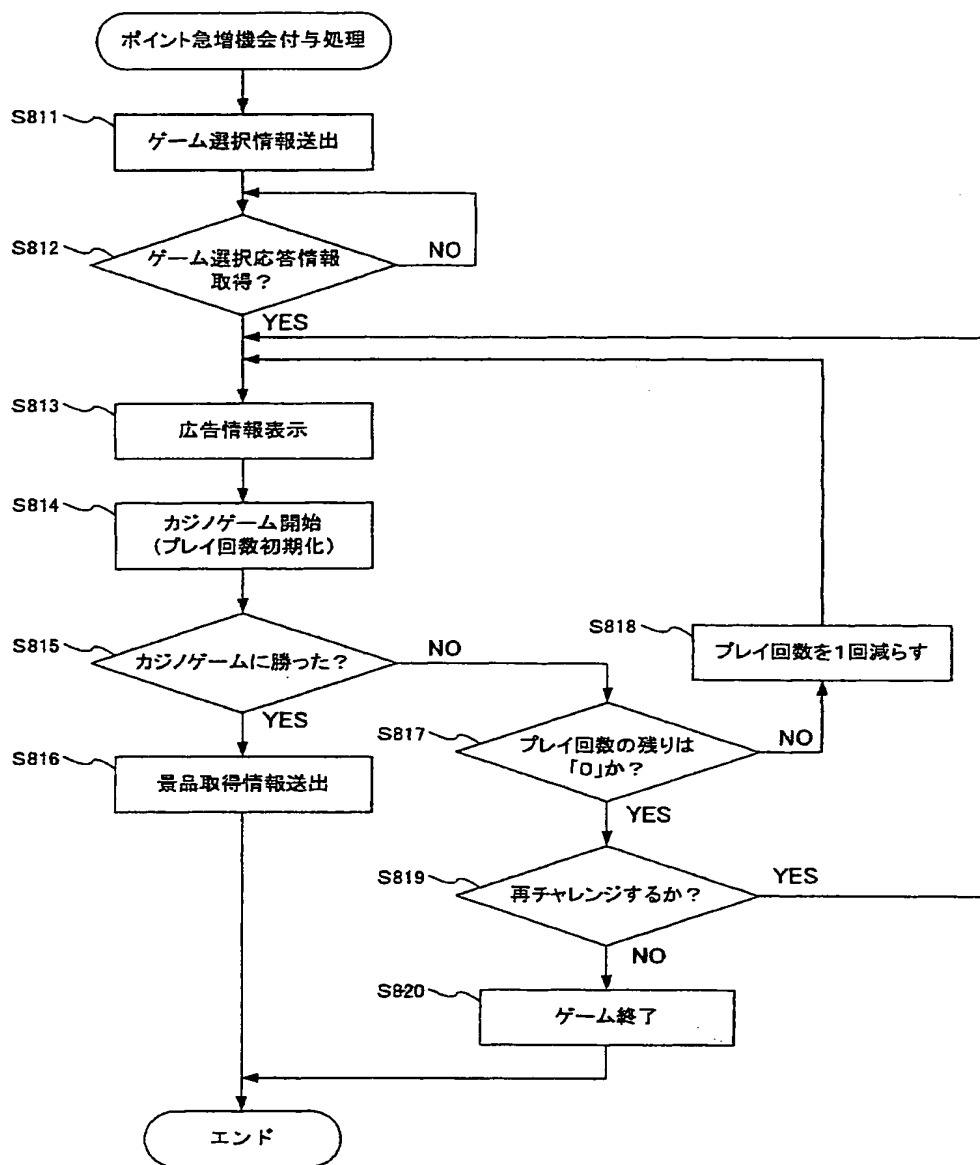 ポイント急増機会付与処理
S811
ゲーム選択情報送出
S812
ゲーム選択応答情報
取得？
NO
YES
S813
広告情報表示
S814
カジノゲーム開始
(プレイ回数初期化)
S815
カジノゲームに勝った？
NO
YES
S816
景品取得情報送出
S817
プレイ回数の残りは
「0」か？
NO
YES
S818
プレイ回数を1回減らす
S819
再チャレンジするか？
YES
NO
S820
ゲーム終了
エンド